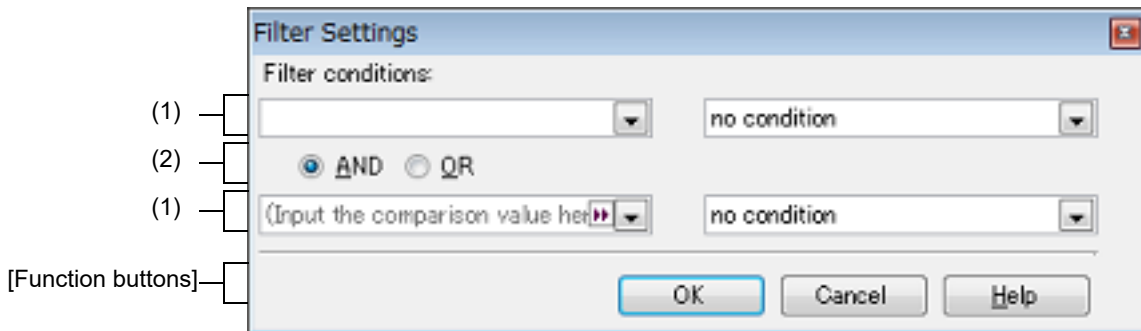 Filter Settings
Filter conditions:
(1) no condition
(2) AND OR
(1) (Input the comparison value her no condition
[Function buttons] OK Cancel Help